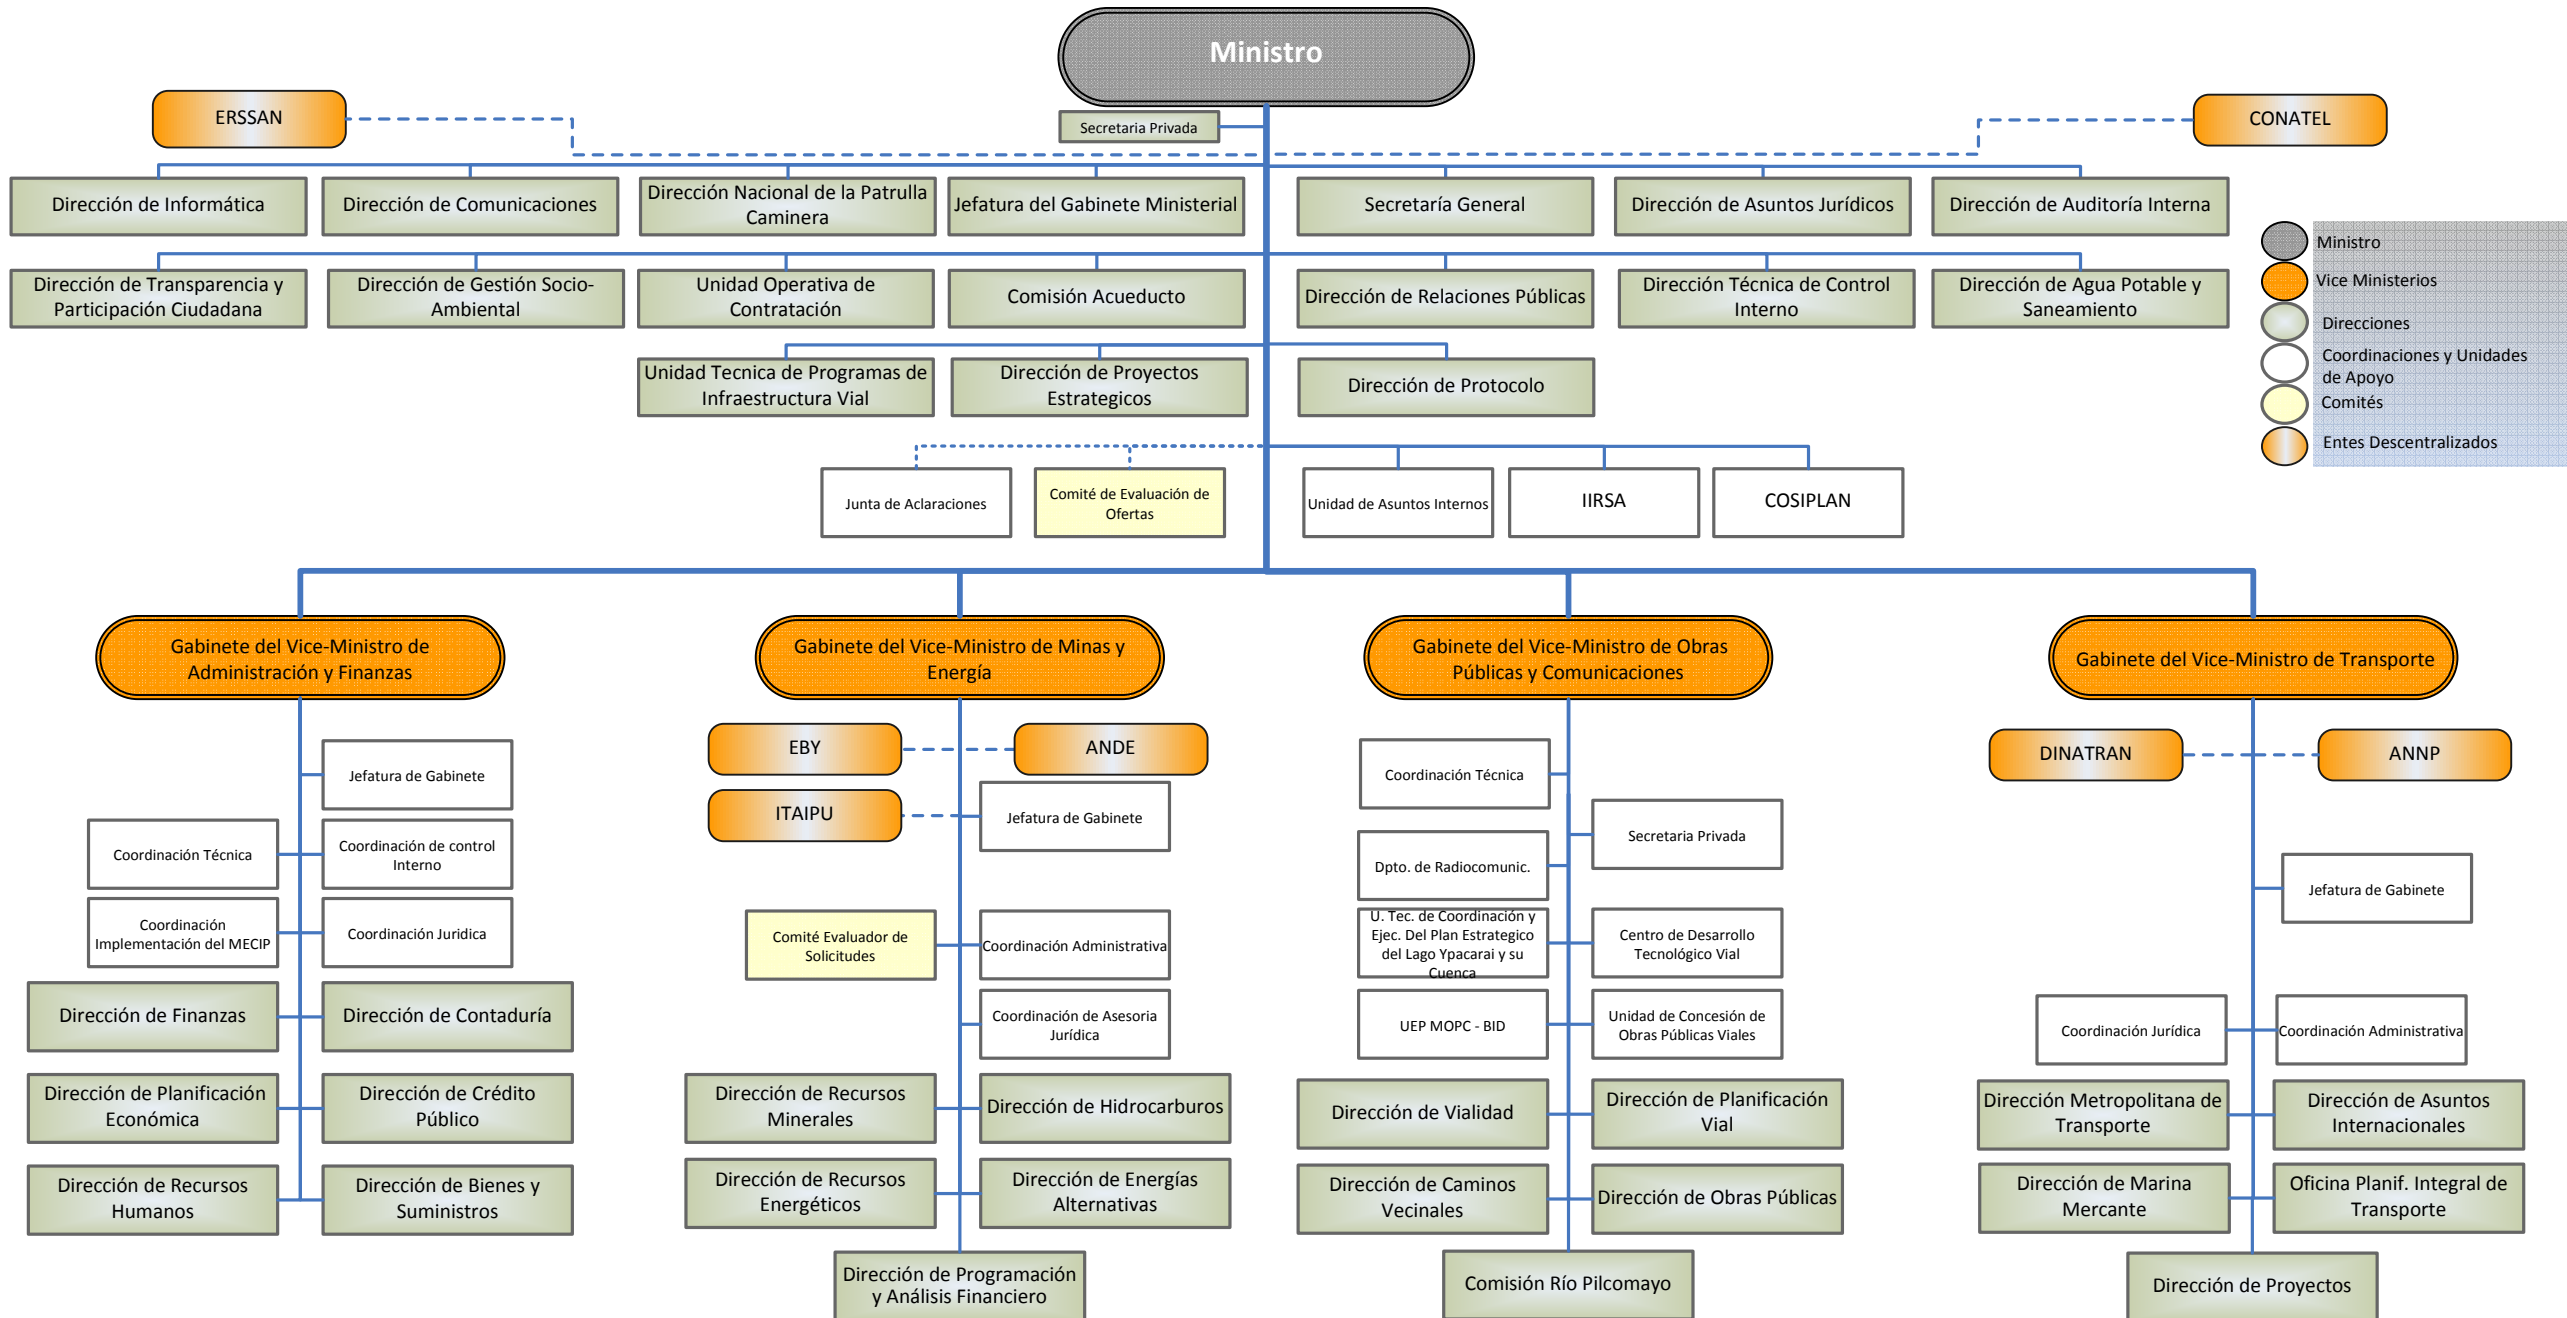 Ministro
ERSSAN
CONATEL
Secretaria Privada
Dirección de Informática
Dirección de Comunicaciones
Dirección Nacional de la Patrulla
Caminera
Jefatura del Gabinete Ministerial
Secretaría General
Dirección de Asuntos Jurídicos
Dirección de Auditoría Interna
Dirección de Transparencia y
Participación Ciudadana
Dirección de Gestión Socio-
Ambiental
Unidad Operativa de
Contratación
Comisión Acueducto
Dirección de Relaciones Públicas
Dirección Técnica de Control
Interno
Dirección de Agua Potable y
Saneamiento
Unidad Tecnica de Programas de
Infraestructura Vial
Dirección de Proyectos
Estrategicos
Dirección de Protocolo
Ministro
Vice Ministerios
Direcciones
Coordinaciones y Unidades
de Apoyo
Comités
Entes Descentralizados
Junta de Aclaraciones
Comité de Evaluación de
Ofertas
Unidad de Asuntos Internos
IIRSA
COSIPLAN
Gabinete del Vice-Ministro de
Administración y Finanzas
Gabinete del Vice-Ministro de Minas y
Energía
Gabinete del Vice-Ministro de Obras
Públicas y Comunicaciones
Gabinete del Vice-Ministro de Transporte
Jefatura de Gabinete
Coordinación Técnica
Coordinación de control
Interno
Coordinación
Implementación del MECIP
Coordinación Juridica
Dirección de Finanzas
Dirección de Contaduría
Dirección de Planificación
Económica
Dirección de Crédito
Público
Dirección de Recursos
Humanos
Dirección de Bienes y
Suministros
EBY
ANDE
ITAIPU
Jefatura de Gabinete
Comité Evaluador de
Solicitudes
Coordinación Administrativa
Coordinación de Asesoria
Jurídica
Dirección de Recursos
Minerales
Dirección de Hidrocarburos
Dirección de Recursos
Energéticos
Dirección de Energías
Alternativas
Dirección de Programación
y Análisis Financiero
Coordinación Técnica
Secretaria Privada
Dpto. de Radiocomunic.
U. Tec. de Coordinación y
Ejec. Del Plan Estrategico
del Lago Ypacarai y su
Cuenca
Centro de Desarrollo
Tecnológico Vial
UEP MOPC - BID
Unidad de Concesión de
Obras Públicas Viales
Dirección de Vialidad
Dirección de Planificación
Vial
Dirección de Caminos
Vecinales
Dirección de Obras Públicas
Comisión Río Pilcomayo
DINATRAN
ANNP
Jefatura de Gabinete
Coordinación Jurídica
Coordinación Administrativa
Dirección Metropolitana de
Transporte
Dirección de Asuntos
Internacionales
Dirección de Marina
Mercante
Oficina Planif. Integral de
Transporte
Dirección de Proyectos